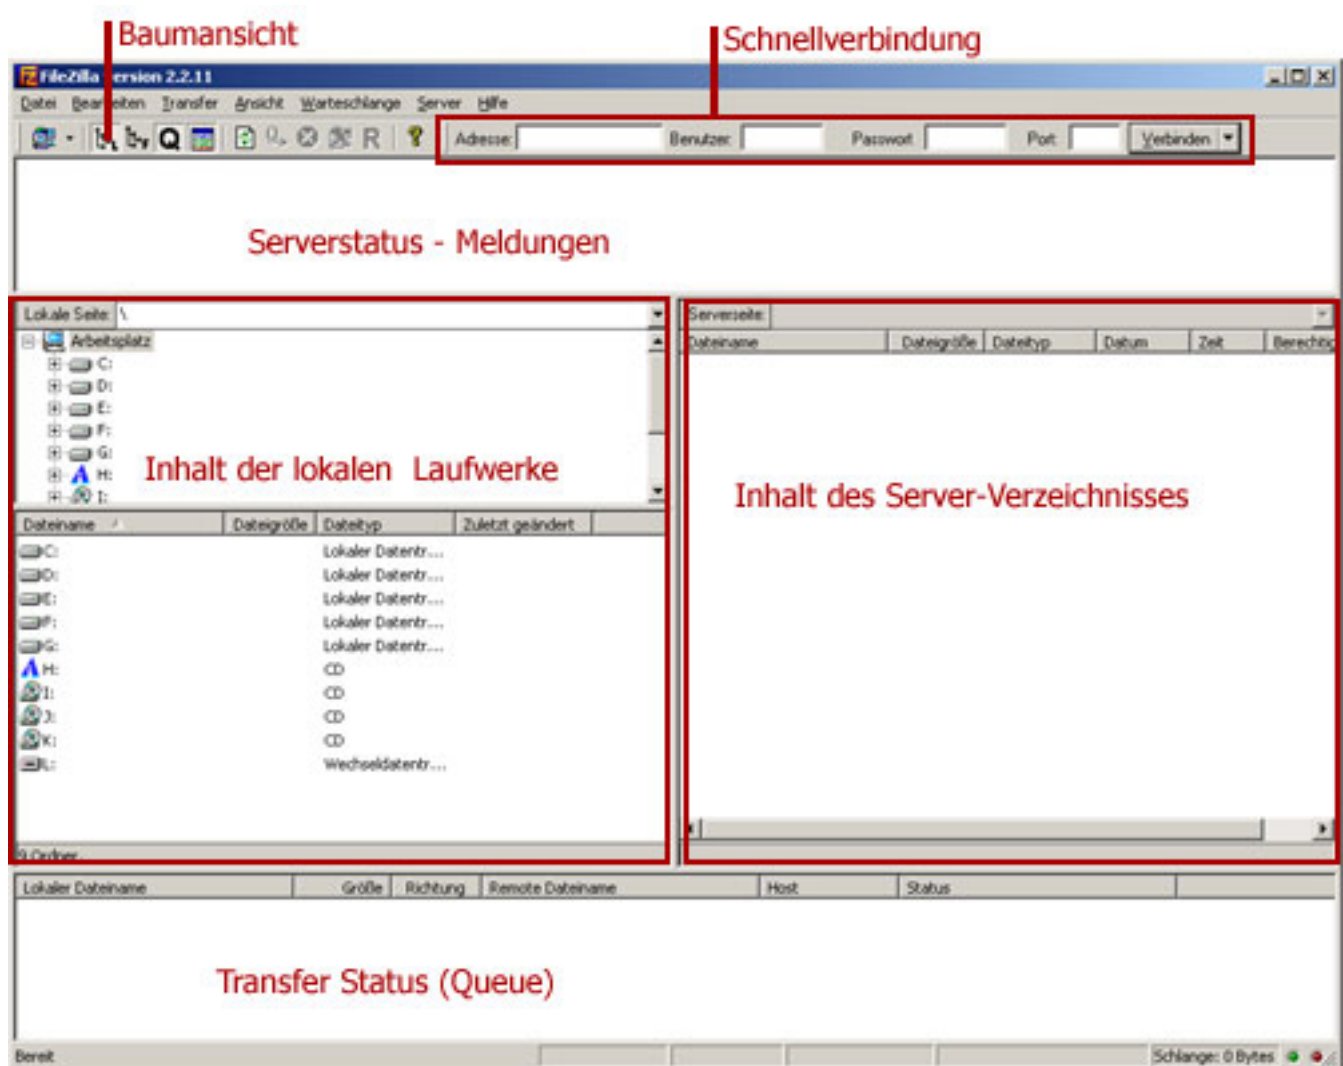 Baumansicht
Schnellverbindung
FileZilla version 2.2.11
Datei Bearbeiten Transfer Ansicht Warteschlange Server Hilfe
Q R ? Adresse: Benutzer: Passwort: Port: Verbinden
Serverstatus - Meldungen
Lokale Seite: \
Serverseite:
Arbeitsplatz
C:
D:
E:
F:
G:
H:
I:
Inhalt der lokalen Laufwerke
Dateiname Dateigröße Dateityp Datum Zeit Berechtig
Inhalt des Server-Verzeichnisses
Dateiname Dateigröße Dateityp Zuletzt geändert
C: Lokaler Datentr...
D: Lokaler Datentr...
E: Lokaler Datentr...
F: Lokaler Datentr...
G: Lokaler Datentr...
H: CD
I: CD
J: CD
K: CD
L: Wechseldatentr...
9 Ordner.
Lokaler Dateiname Größe Richtung Remote Dateiname Host Status
Transfer Status (Queue)
Bereit
Schlange: 0 Bytes